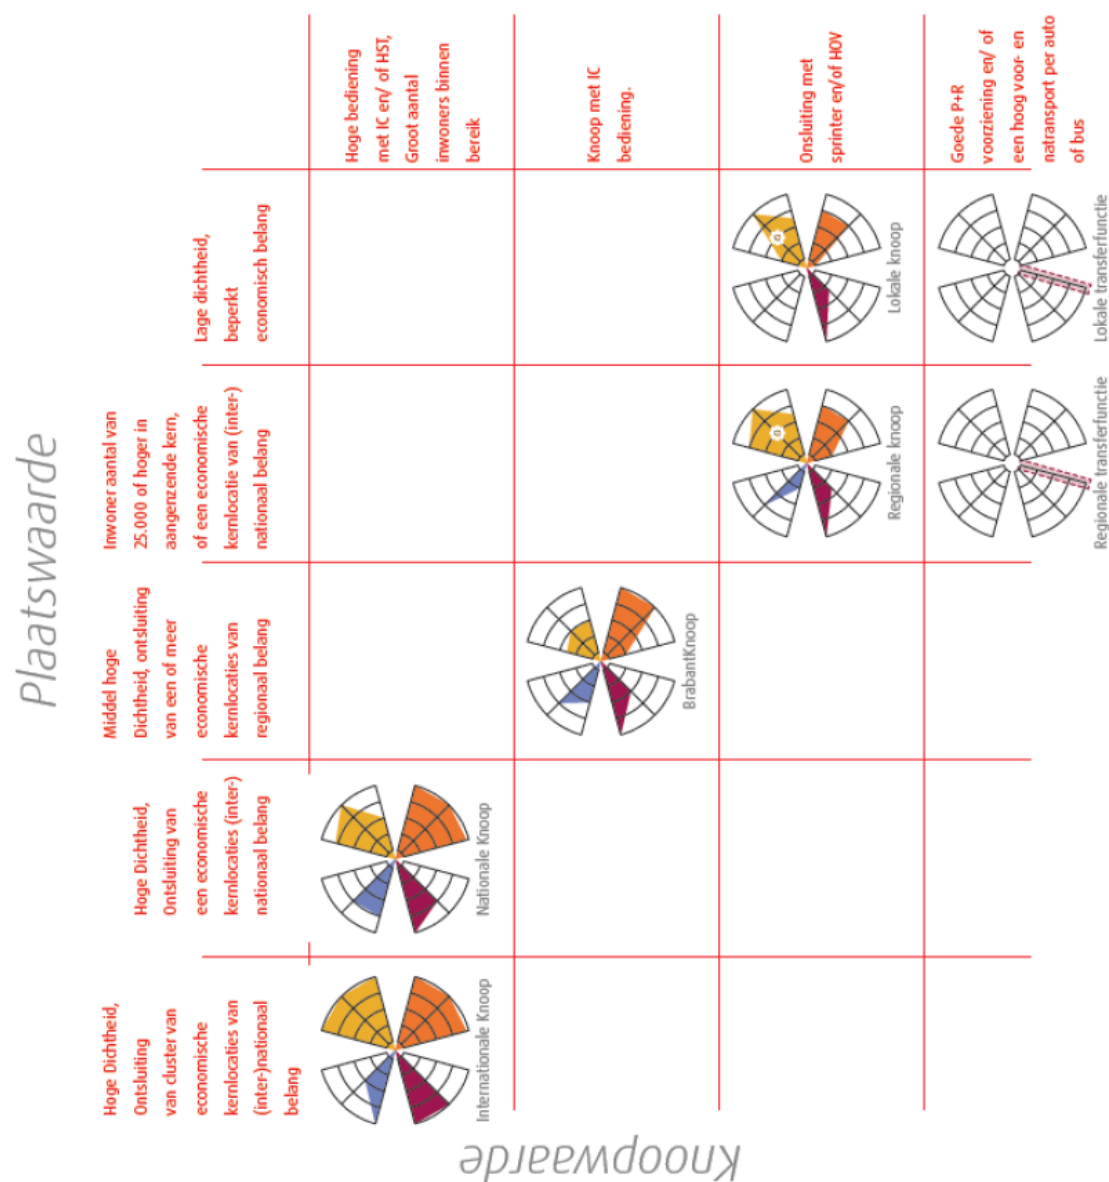 Plaatswaarde
Hoge Dichtheid,
Ontsluiting
van cluster van
economische
kernlocaties van
(inter-)nationaal
belang
Hoge Dichtheid,
Ontsluiting van
een economische
kernlocaties (inter-)
nationaal belang
Middel hoge
Dichtheid, ontsluiting
van een of meer
economische
kernlocaties van
regionaal belang
Inwoner aantal van
25.000 of hoger in
aangenzende kern,
of een economische
kernlocatie van (inter-)
nationaal belang
Lage dichtheid,
beperkt
economisch belang
Knoopwaarde
Internationale Knoop
Nationale Knoop
Hoge bediening
met IC en/ of HST,
Groot aantal
inwoners binnen
bereik
BrabantKnoop
Knoop met IC
bediening.
Regionale knoop
Lokale knoop
Onsluiting met
sprinter en/of HOV
Regionale transferfunctie
Lokale transferfunctie
Goede P+R
voorziening en/ of
een hoog voor- en
natransport per auto
of bus